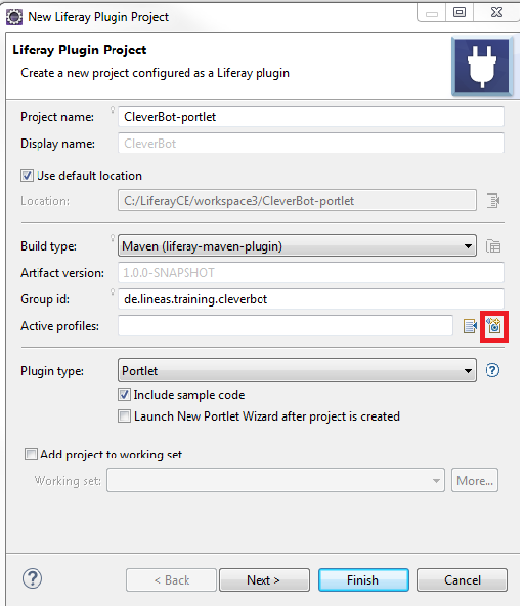 New Liferay Plugin Project
Liferay Plugin Project
Create a new project configured as a Liferay plugin
Project name: CleverBot-portlet
Display name: CleverBot
Use default location
Location: C:/LiferayCE/workspace3/CleverBot-portlet
Build type: Maven (liferay-maven-plugin)
Artifact version: 1.0.0-SNAPSHOT
Group id: de.lineas.training.cleverbot
Active profiles:
Plugin type: Portlet
Include sample code
Launch New Portlet Wizard after project is created
Add project to working set
Working set: More...
< Back Next > Finish Cancel